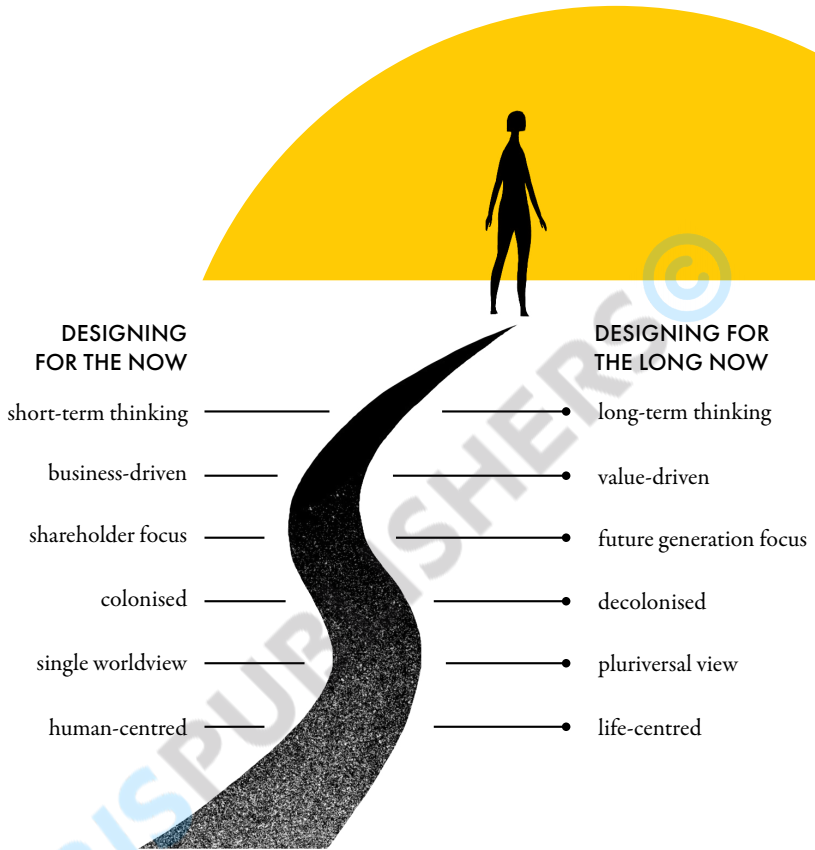 DESIGNING
FOR THE NOW
short-term thinking
business-driven
shareholder focus
colonised
single worldview
human-centred
DESIGNING FOR
THE LONG NOW
long-term thinking
value-driven
future generation focus
decolonised
pluriversal view
life-centred
BISPUBLISHERS©